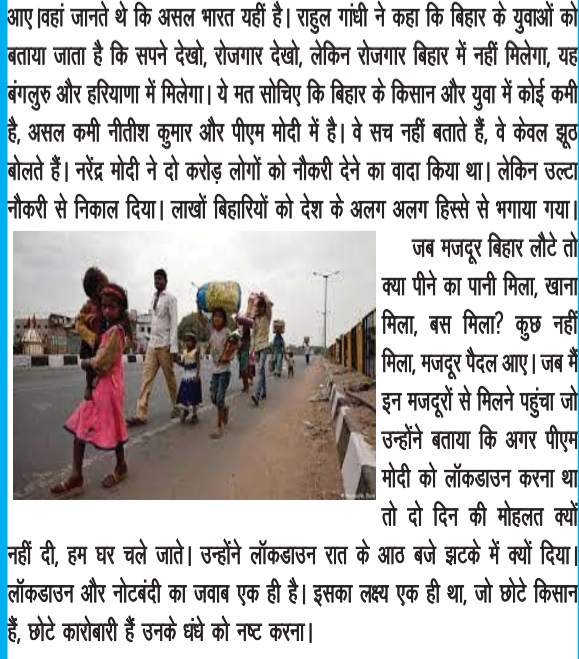 आए।वहां जानते थे कि असल भारत यहीं है। राहुल गांधी ने कहा कि बिहार के युवाओं को
बताया जाता है कि सपने देखो, रोजगार देखो, लेकिन रोजगार बिहार में नहीं मिलेगा, यह
बंगलुरु और हरियाणा में मिलेगा। ये मत सोचिए कि बिहार के किसान और युवा में कोई कमी
है, असल कमी नीतीश कुमार और पीएम मोदी में है। वे सच नहीं बताते हैं, वे केवल झूठ
बोलते हैं। नरेंद्र मोदी ने दो करोड़ लोगों को नौकरी देने का वादा किया था। लेकिन उल्टा
नौकरी से निकाल दिया। लाखों बिहारियों को देश के अलग अलग हिस्से से भगाया गया।
जब मजदूर बिहार लौटे तो
क्या पीने का पानी मिला, खाना
मिला, बस मिला? कुछ नहीं
मिला, मजदूर पैदल आए। जब मैं
इन मजदूरों से मिलने पहुंचा जो
उन्होंने बताया कि अगर पीएम
मोदी को लॉकडाउन करना था
तो दो दिन की मोहलत क्यों
नहीं दी, हम घर चले जाते। उन्होंने लॉकडाउन रात के आठ बजे झटके में क्यों दिया।
लॉकडाउन और नोटबंदी का जवाब एक ही है। इसका लक्ष्य एक ही था, जो छोटे किसान
हैं, छोटे कारोबारी हैं उनके धंधे को नष्ट करना।